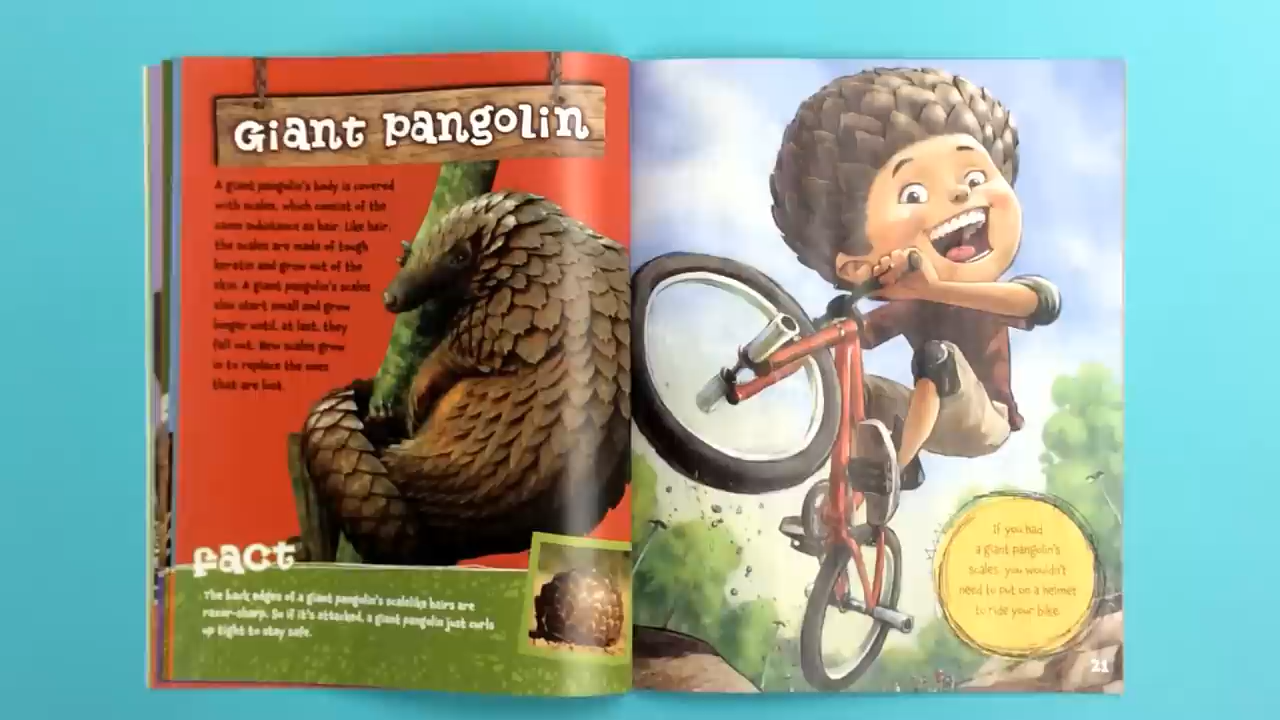 Giant pangolin
A giant pangolin's body is covered
with scales, which consist of the
same substance as hair. Like hair,
the scales are made of tough
keratin and grow out of the
skin. A giant pangolin's scales
also start small and grow
longer until, at last, they
fall out. New scales grow
in to replace the ones
that are lost.
fact
The back edges of a giant pangolin's scalelike hairs are
razor-sharp. So if it's attacked, a giant pangolin just curls
up tight to stay safe.
If you had
a giant pangolin's
scales, you wouldn't
need to put on a helmet
to ride your bike.
21